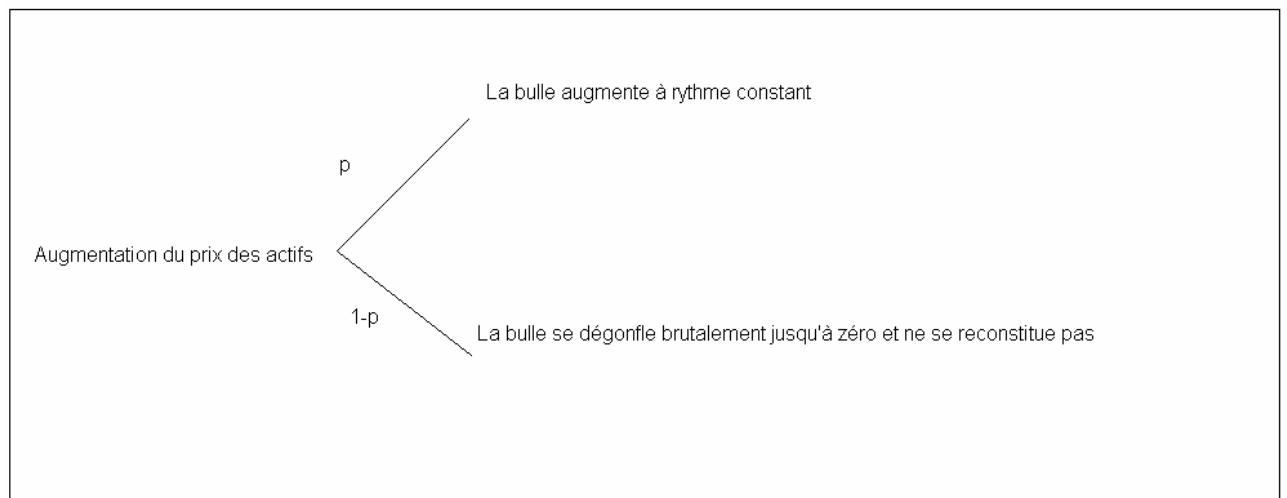 La bulle augmente à rythme constant
p
Augmentation du prix des actifs
1-p
La bulle se dégonfle brutalement jusqu'à zéro et ne se reconstitue pas